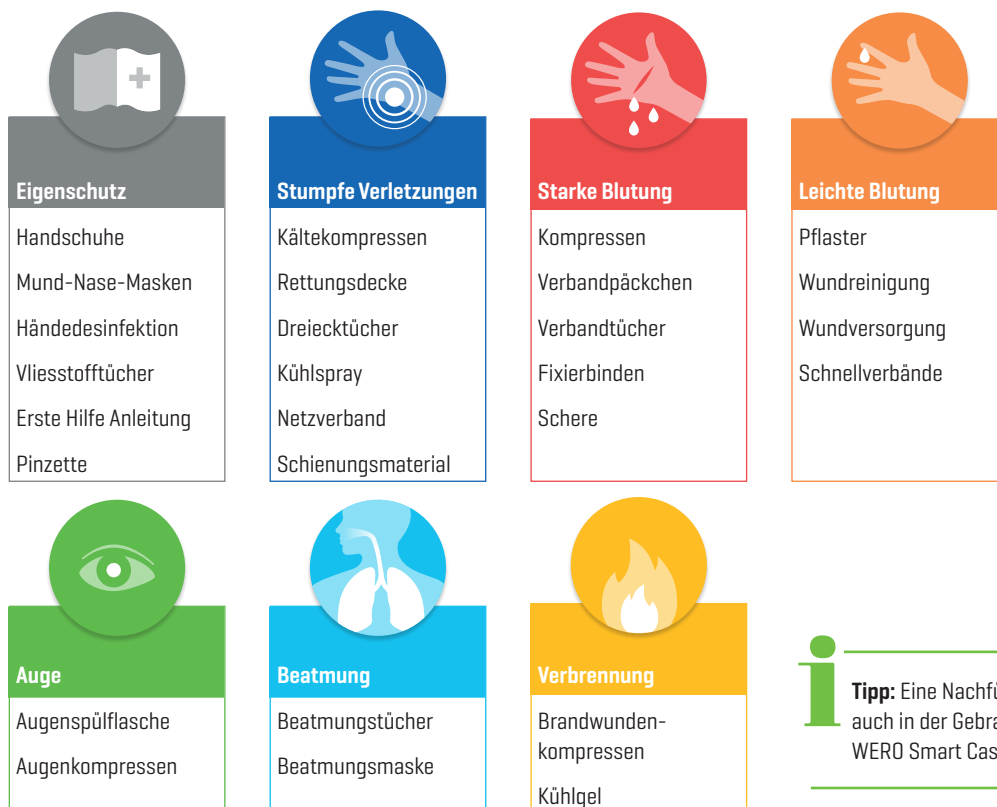 Eigenschutz
Handschuhe
Mund-Nase-Masken
Händedesinfektion
Vliesstofftücher
Erste Hilfe Anleitung
Pinzette
Stumpfe Verletzungen
Kältekompressen
Rettungsdecke
Dreiecktücher
Kühlspray
Netzverband
Schienungsmaterial
Starke Blutung
Kompressen
Verbandpäckchen
Verbandtücher
Fixierbinden
Schere
Leichte Blutung
Pflaster
Wundreinigung
Wundversorgung
Schnellverbände
Auge
Augenspülflasche
Augenkompressen
Beatmung
Beatmungstücher
Beatmungsmaske
Verbrennung
Brandwunden-
kompressen
Kühlgel
Tipp: Eine
auch in der
WERO Smart